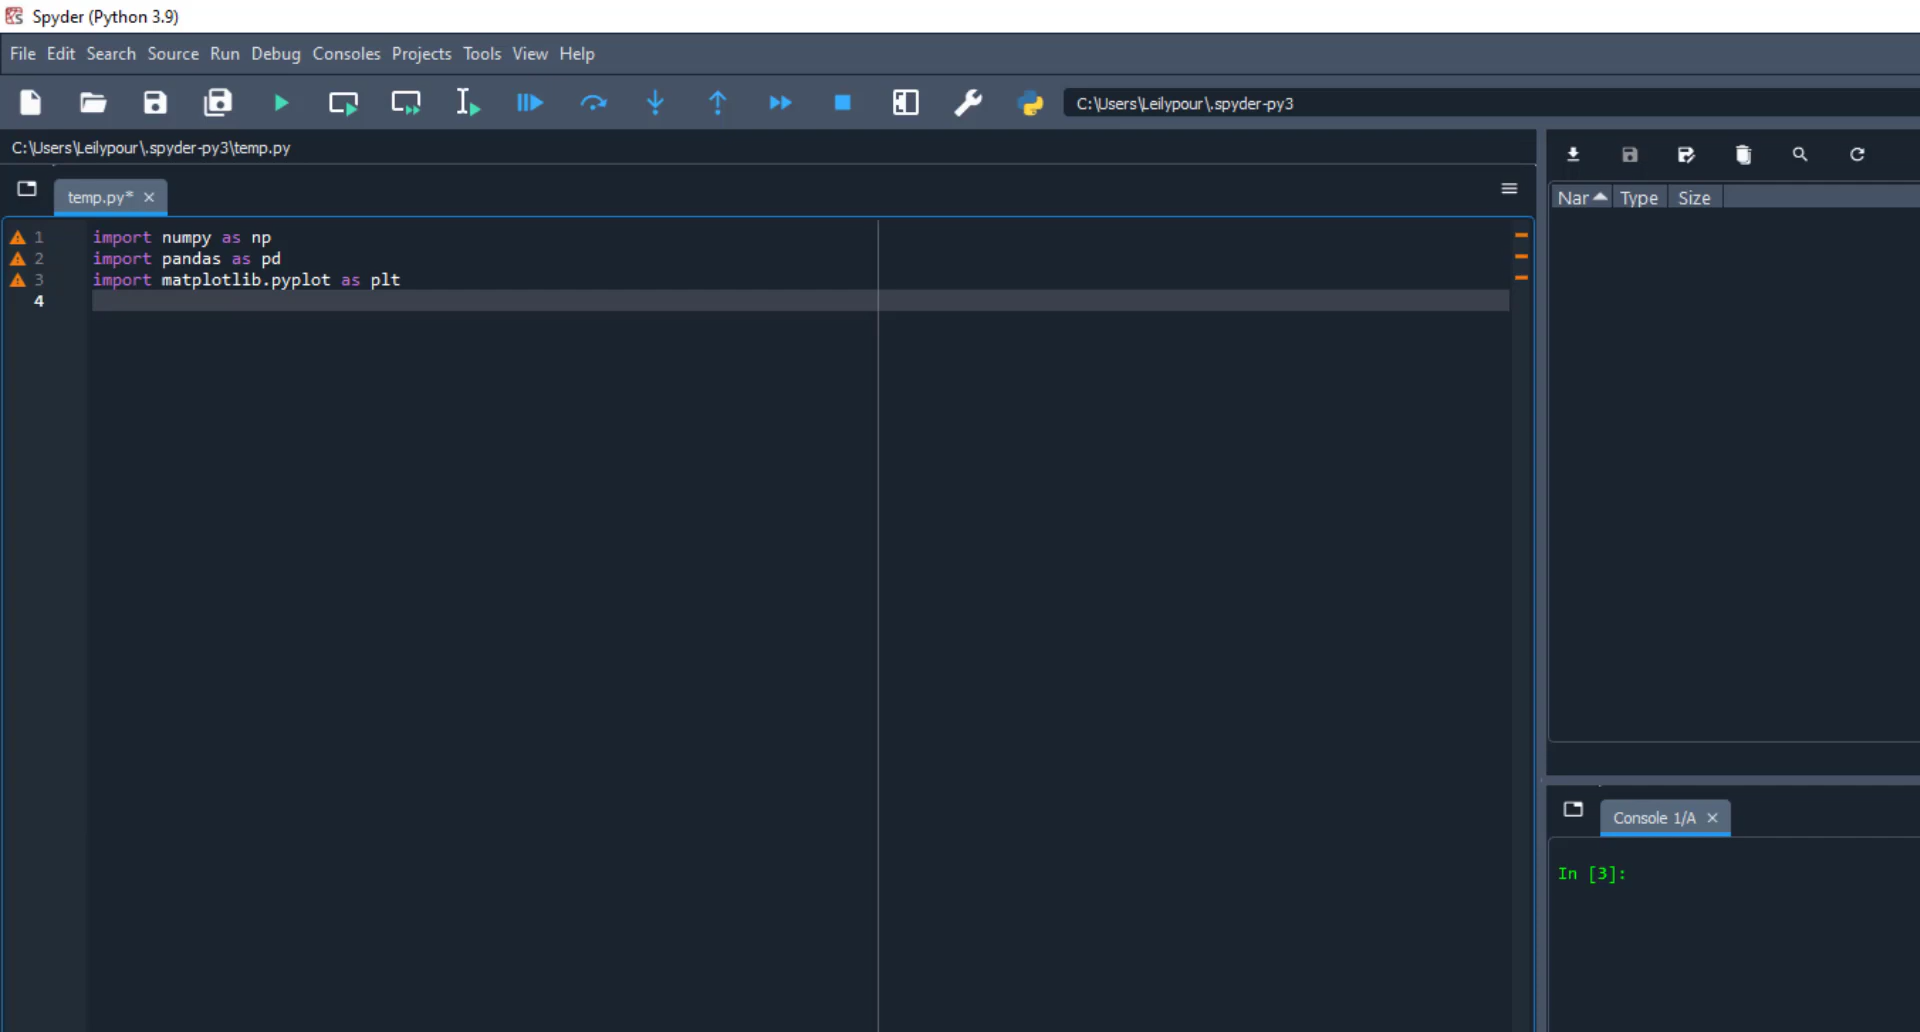 Spyder (Python 3.9)
File Edit Search Source Run Debug Consoles Projects Tools View Help
C:\Users\Leilypour\.spyder-py3
C:\Users\Leilypour\.spyder-py3\temp.py
temp.py*
Nar Type Size
1 import numpy as np
2 import pandas as pd
3 import matplotlib.pyplot as plt
4
Console 1/A
In [3]: